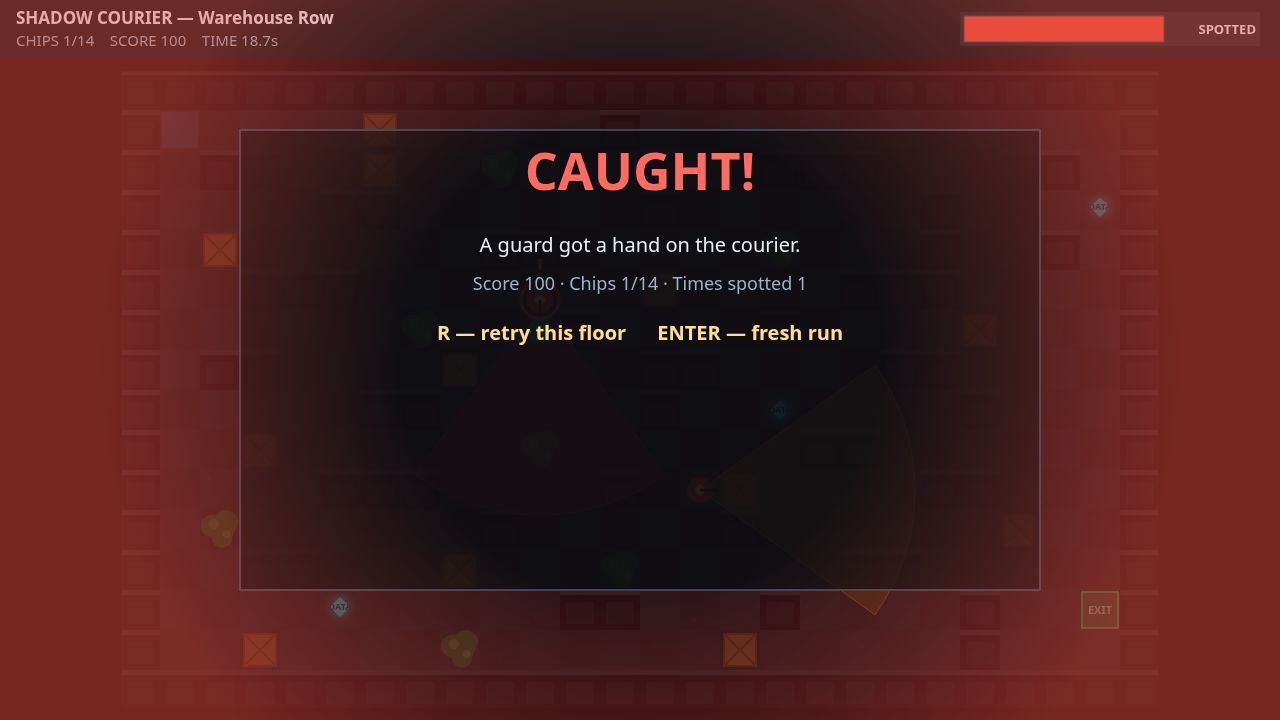 SHADOW COURIER — Warehouse Row
CHIPS 1/14 SCORE 100 TIME 18.7s
SPOTTED
CAUGHT!
A guard got a hand on the courier.
Score 100 · Chips 1/14 · Times spotted 1
R — retry this floor ENTER — fresh run
EXIT